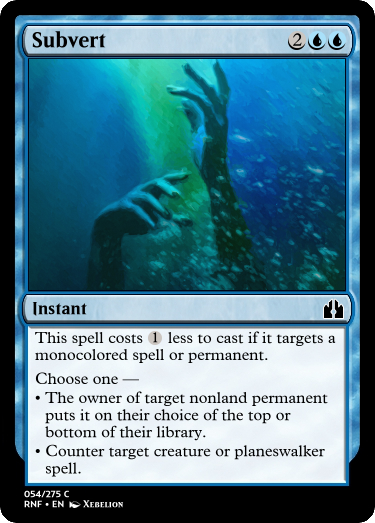 Subvert 2
Instant
This spell costs 1 less to cast if it targets a
monocolored spell or permanent.
Choose one —
• The owner of target nonland permanent
puts it on their choice of the top or
bottom of their library.
• Counter target creature or planeswalker
spell.
054/275 C
RNF • EN Xebelion